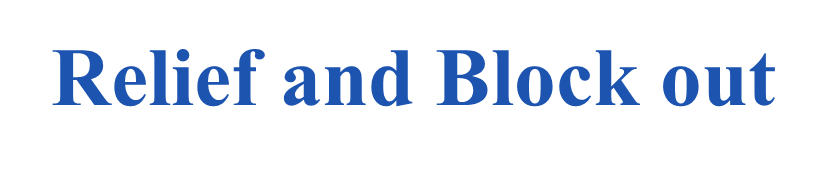 Relief and Block out